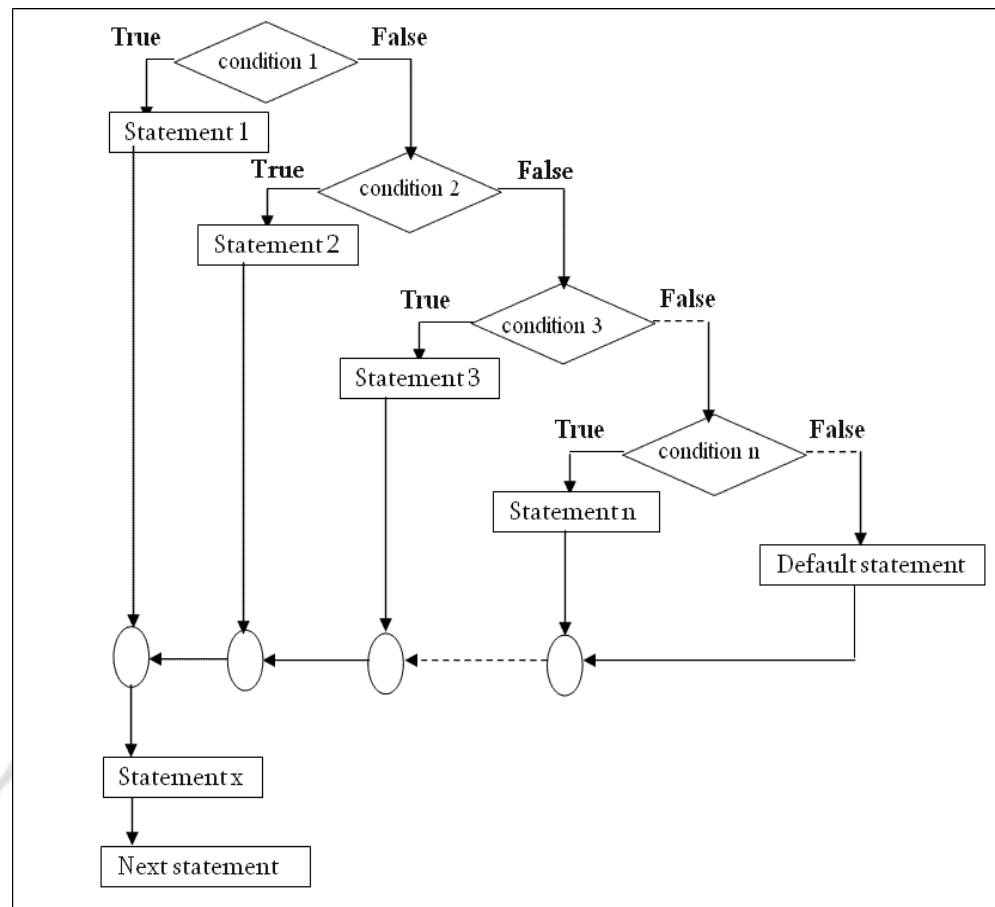 True
False
condition 1
Statement 1
True
False
condition 2
Statement 2
True
False
condition 3
Statement 3
True
False
condition n
Statement n
Default statement
Statement x
Next statement